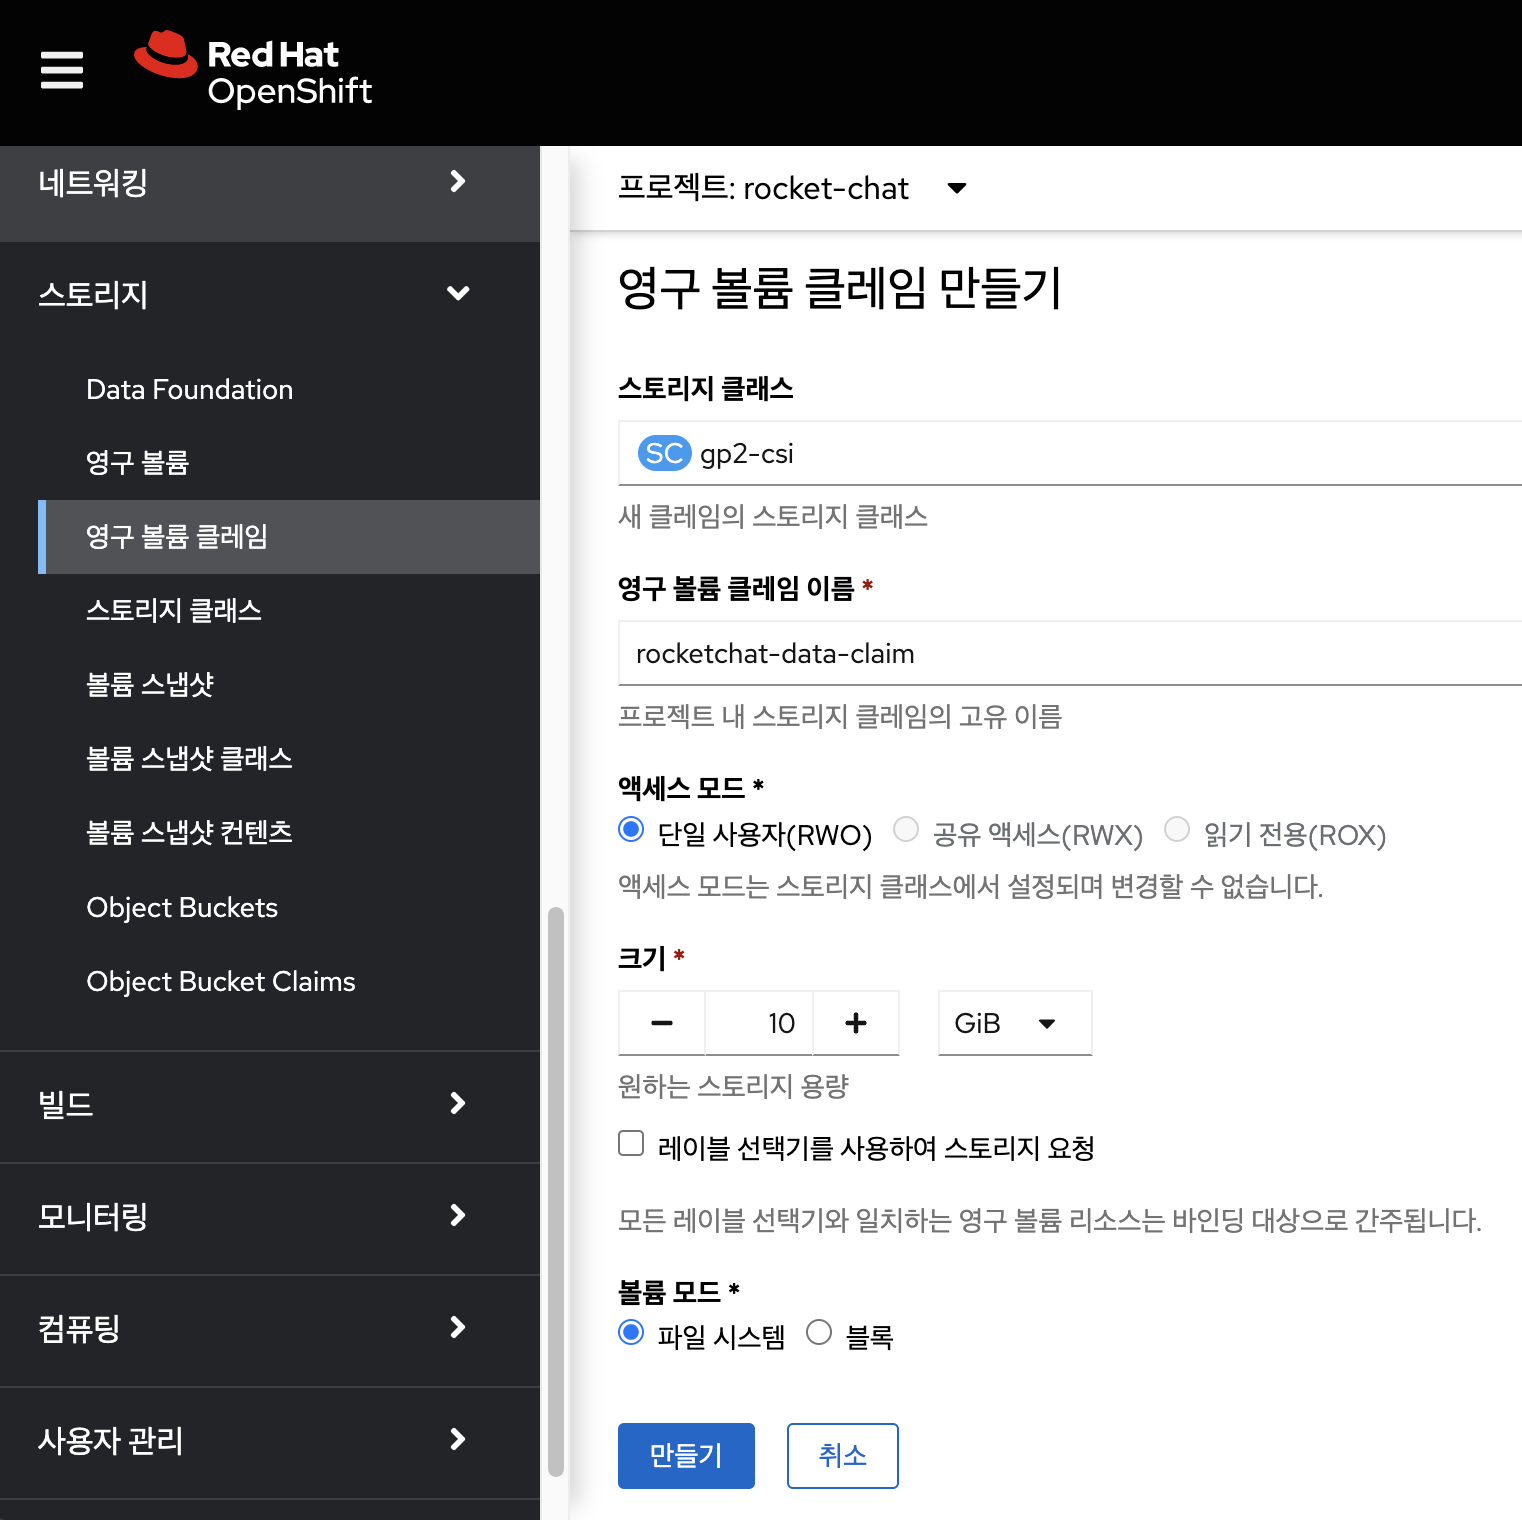 Red Hat
OpenShift
네트워킹
스토리지
Data Foundation
영구 볼륨
영구 볼륨 클레임
스토리지 클래스
볼륨 스냅샷
볼륨 스냅샷 클래스
볼륨 스냅샷 컨텐츠
Object Buckets
Object Bucket Claims
빌드
모니터링
컴퓨팅
사용자 관리
프로젝트: rocket-chat
영구 볼륨 클레임 만들기
스토리지 클래스
SC gp2-csi
새 클레임의 스토리지 클래스
영구 볼륨 클레임 이름 *
rocketchat-data-claim
프로젝트 내 스토리지 클레임의 고유 이름
액세스 모드 *
단일 사용자(RWO) 공유 액세스(RWX) 읽기 전용(ROX)
액세스 모드는 스토리지 클래스에서 설정되며 변경할 수 없습니다.
크기 *
10 GiB
원하는 스토리지 용량
레이블 선택기를 사용하여 스토리지 요청
모든 레이블 선택기와 일치하는 영구 볼륨 리소스는 바인딩 대상으로 간주됩니다.
볼륨 모드 *
파일 시스템 블록
만들기 취소